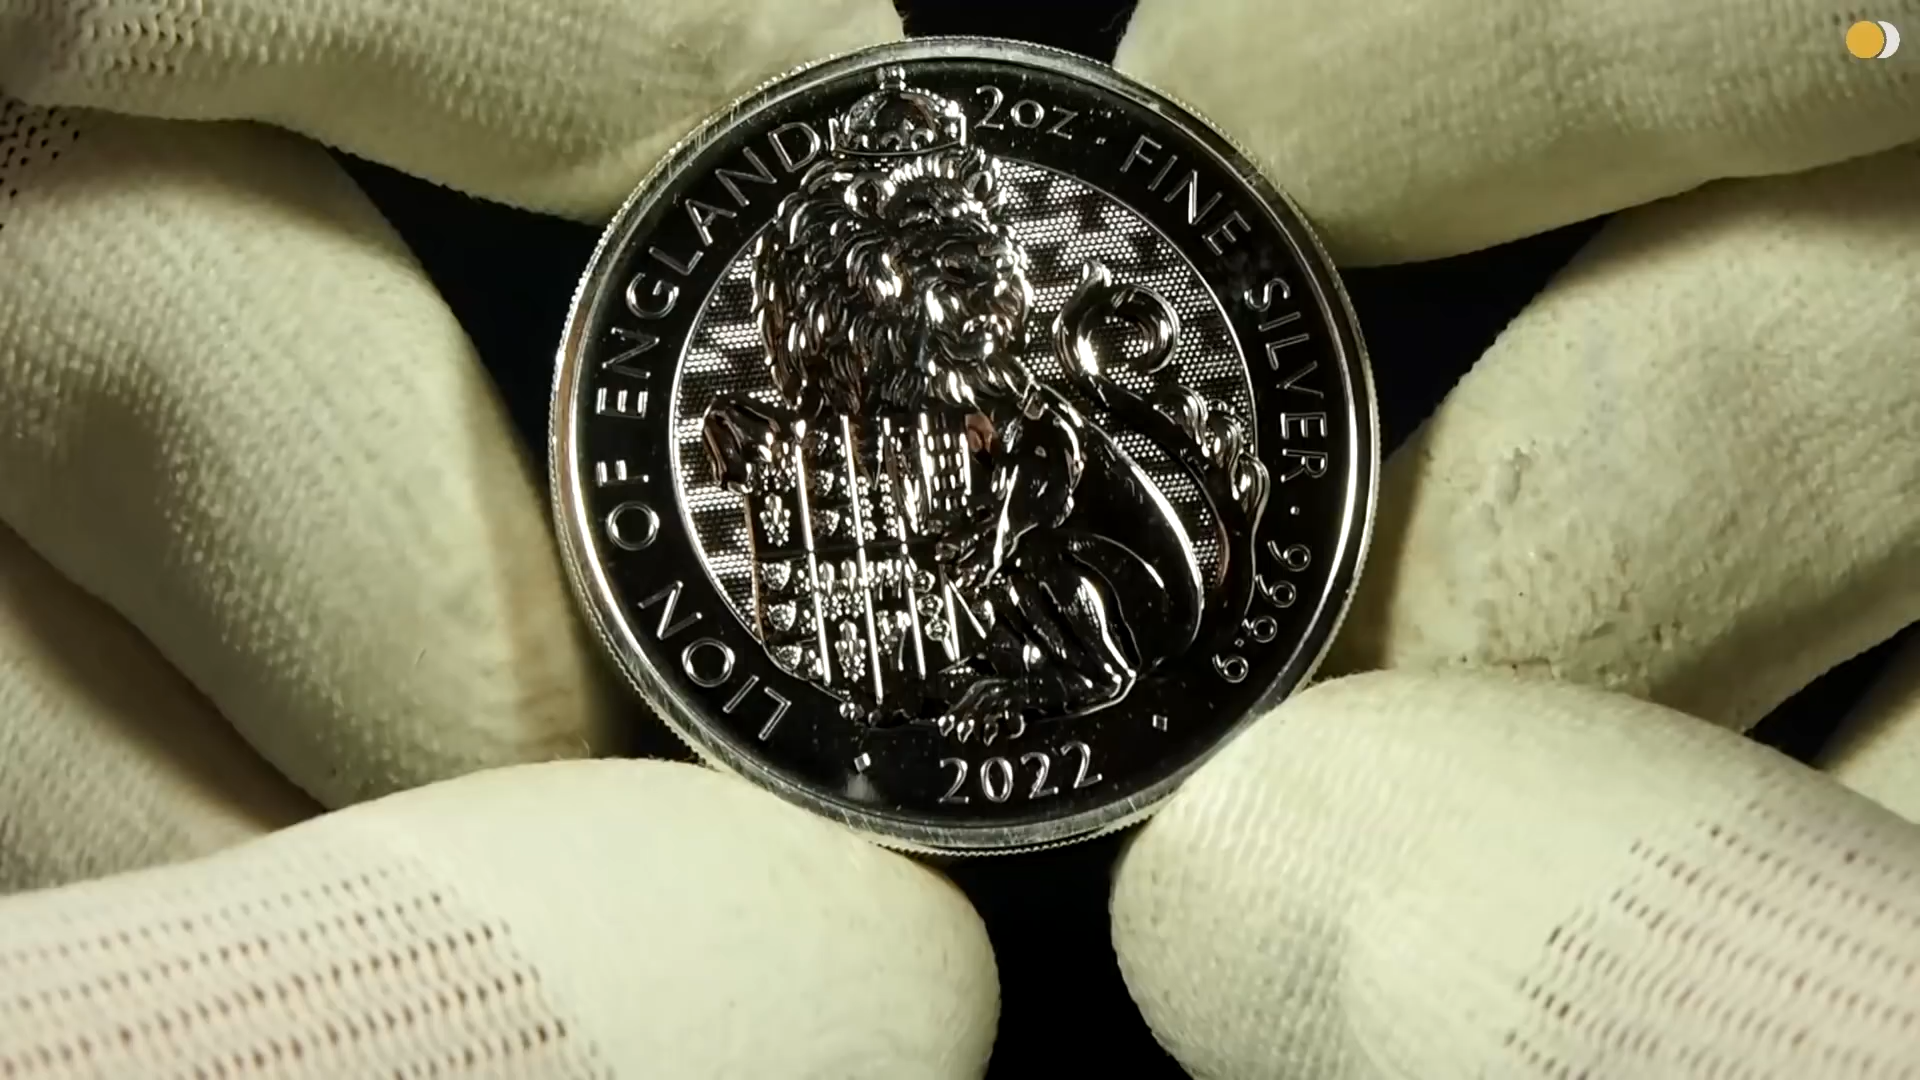 LION OF ENGLAND 2oz · FINE SILVER · 999.9
2022